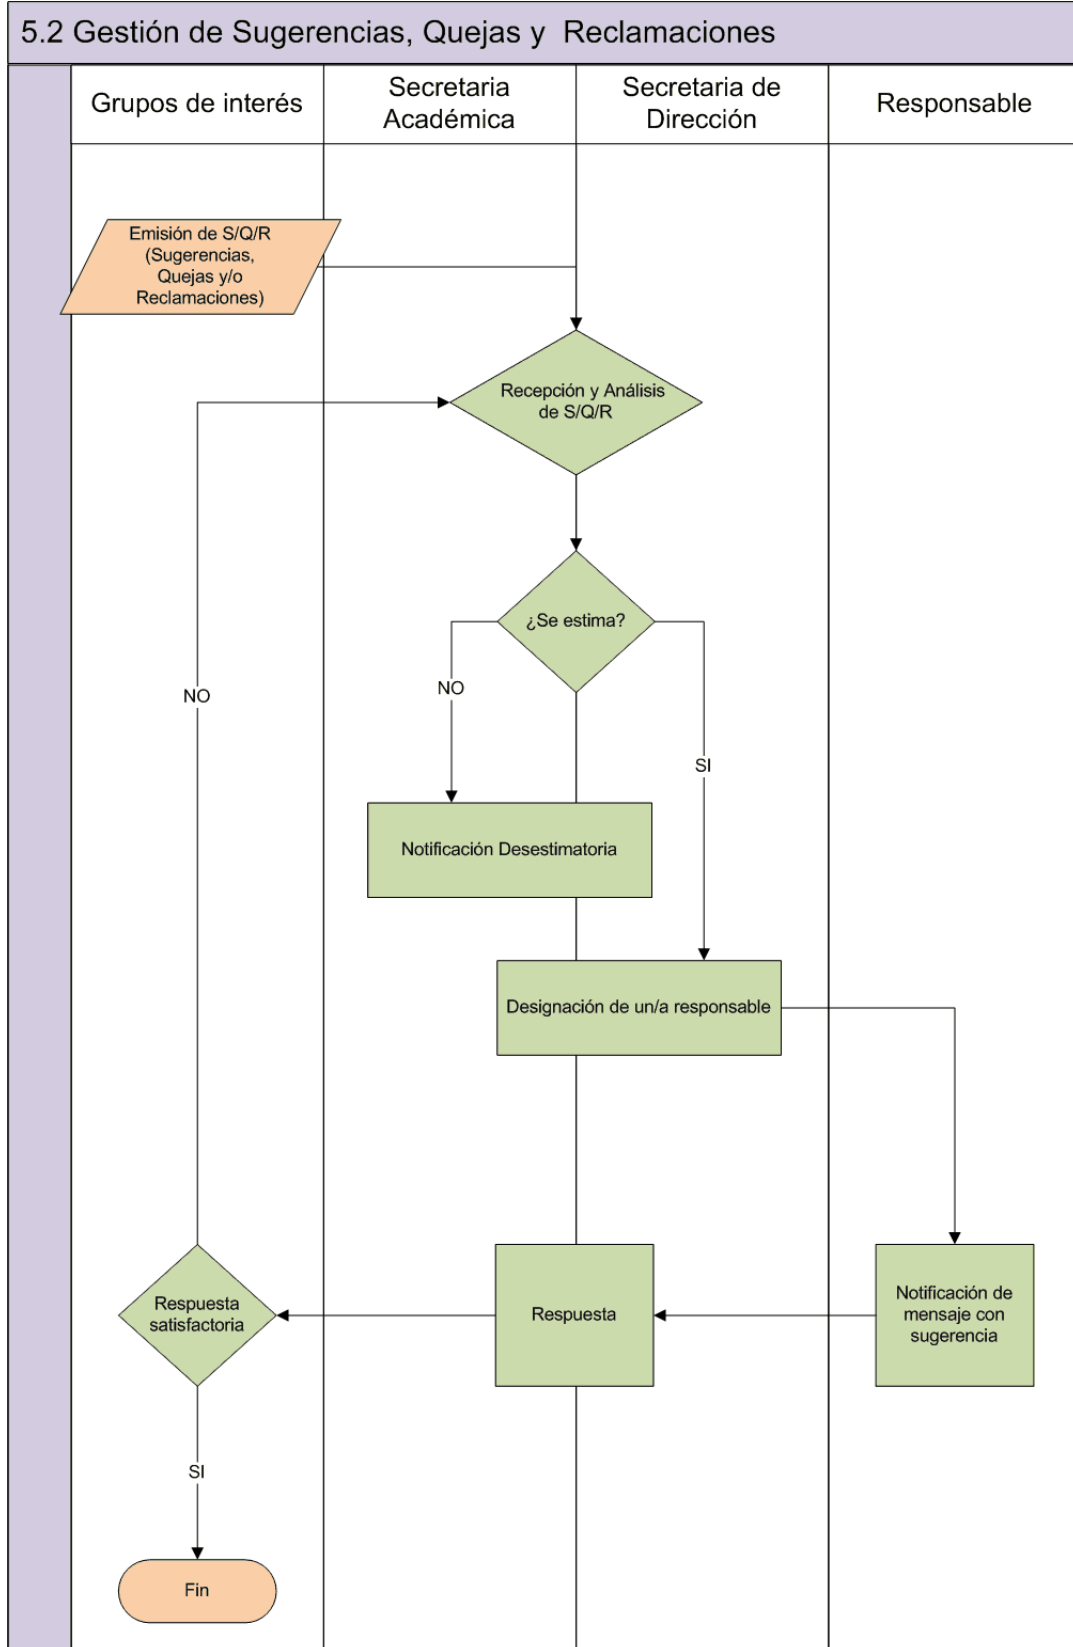 5.2 Gestión de Sugerencias, Quejas y  Reclamaciones
Grupos de interés
Secretaria
Académica
Secretaria de
Dirección
Responsable
Emisión de S/Q/R
(Sugerencias,
Quejas y/o
Reclamaciones)
Recepción y Análisis
de S/Q/R
¿Se estima?
NO
NO
SI
Notificación Desestimatoria
Designación de un/a responsable
Respuesta
satisfactoria
Respuesta
Notificación de
mensaje con
sugerencia
SI
Fin